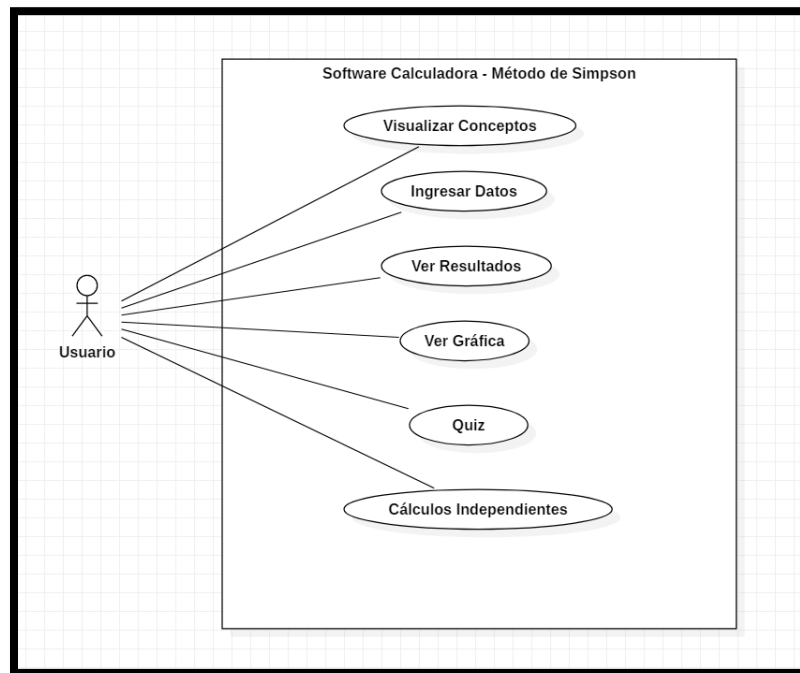 Software Calculadora - Método de Simpson
Visualizar Conceptos
Ingresar Datos
Ver Resultados
Ver Gráfica
Usuario
Quiz
Cálculos Independientes